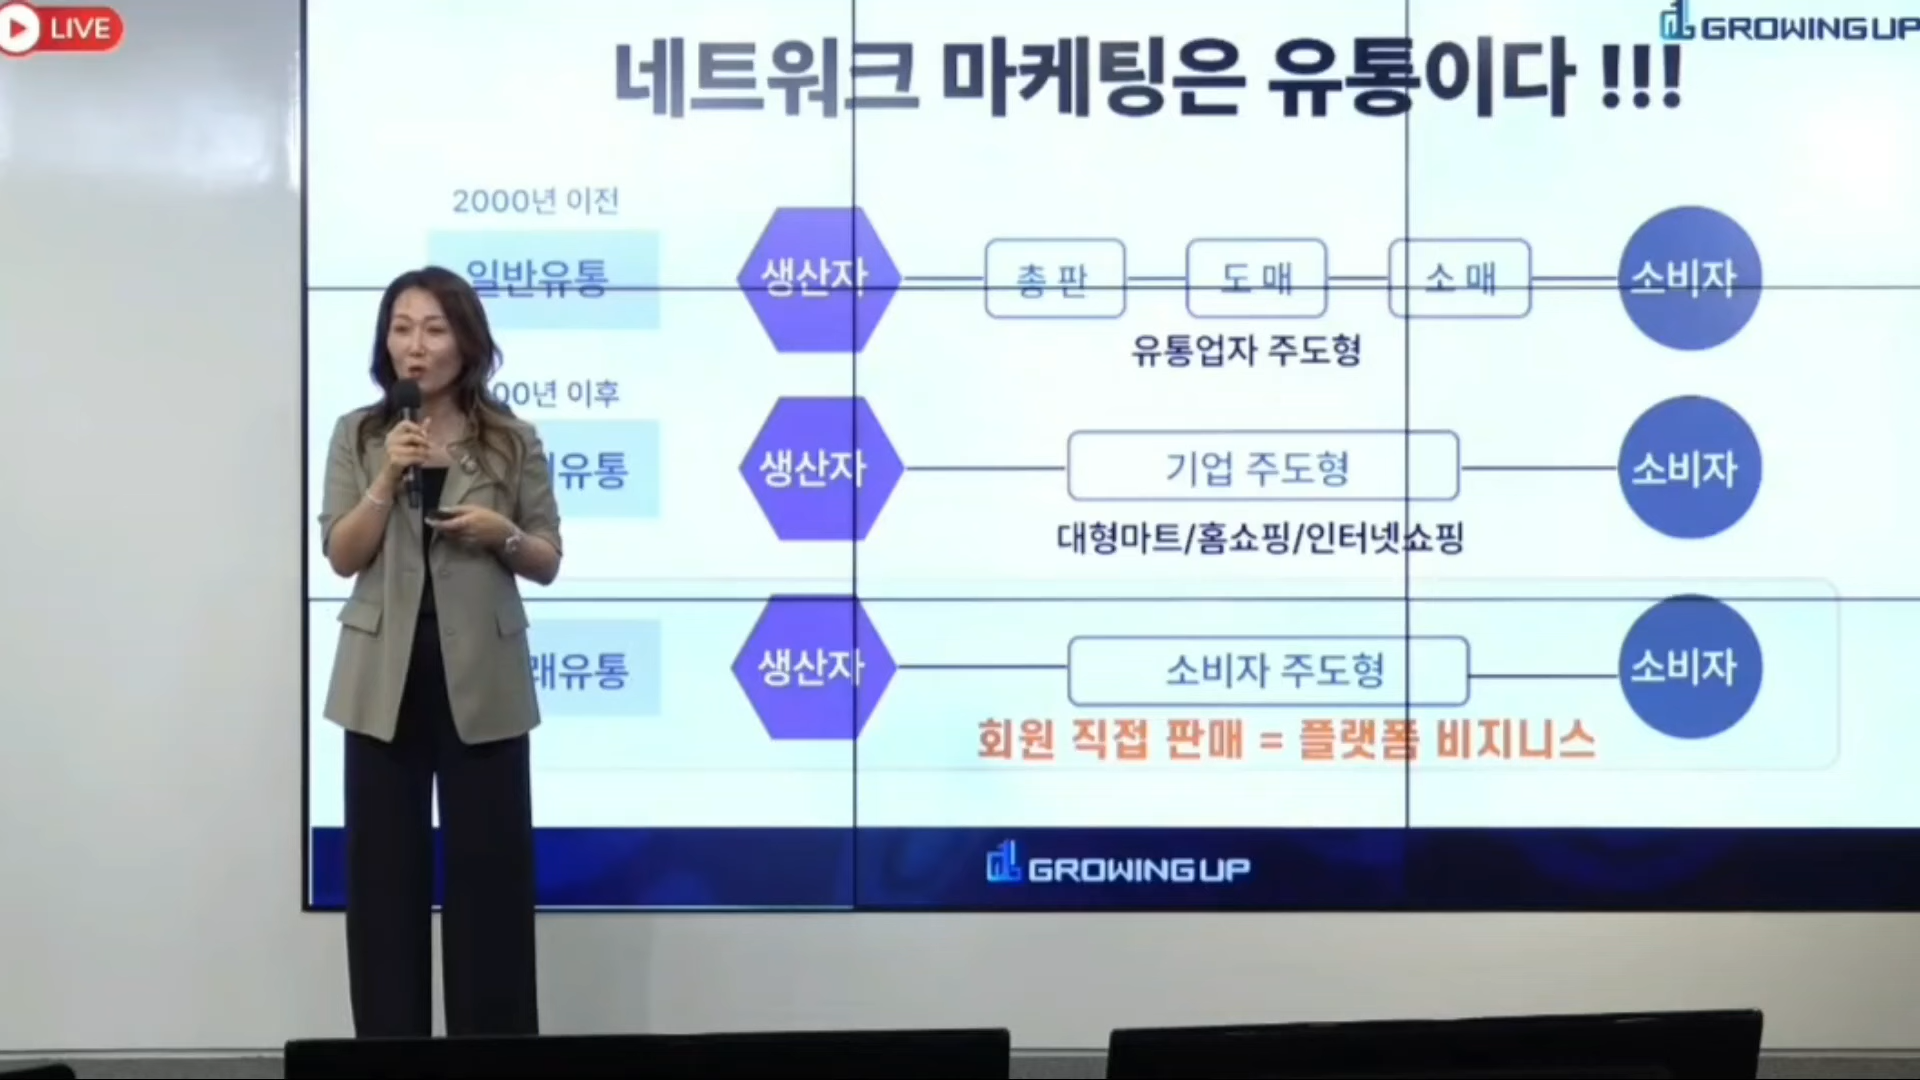 LIVE
GROWING UP
네트워크 마케팅은 유통이다 !!!
2000년 이전
일반유통
생산자
총 판
도 매
소 매
소비자
유통업자 주도형
00년 이후
유통
생산자
기업 주도형
소비자
대형마트/홈쇼핑/인터넷쇼핑
래유통
생산자
소비자 주도형
소비자
회원 직접 판매 = 플랫폼 비지니스
GROWING UP